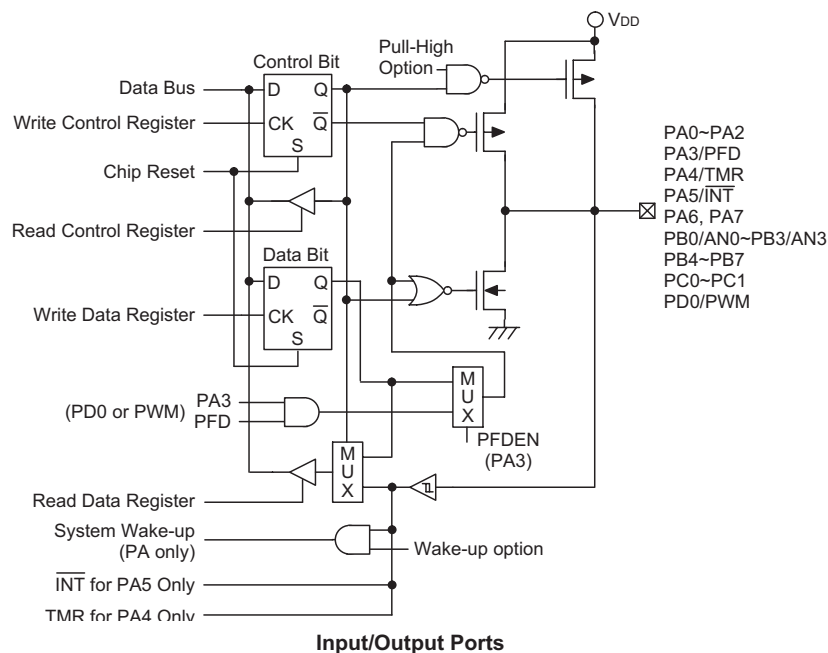 VDD
Control Bit
Pull-High
Option
Data Bus
D
Q
Write Control Register
CK
Q̅
S
Chip Reset
Read Control Register
Data Bit
D
Q
Write Data Register
CK
Q̅
S
PA0~PA2
PA3/PFD
PA4/TMR
PA5/I̅N̅T̅
PA6, PA7
PB0/AN0~PB3/AN3
PB4~PB7
PC0~PC1
PD0/PWM
M
U
X
(PD0 or PWM)
PA3
PFD
PFDEN
(PA3)
M
U
X
Read Data Register
System Wake-up
(PA only)
Wake-up option
I̅N̅T̅ for PA5 Only
TMR for PA4 Only
Input/Output Ports